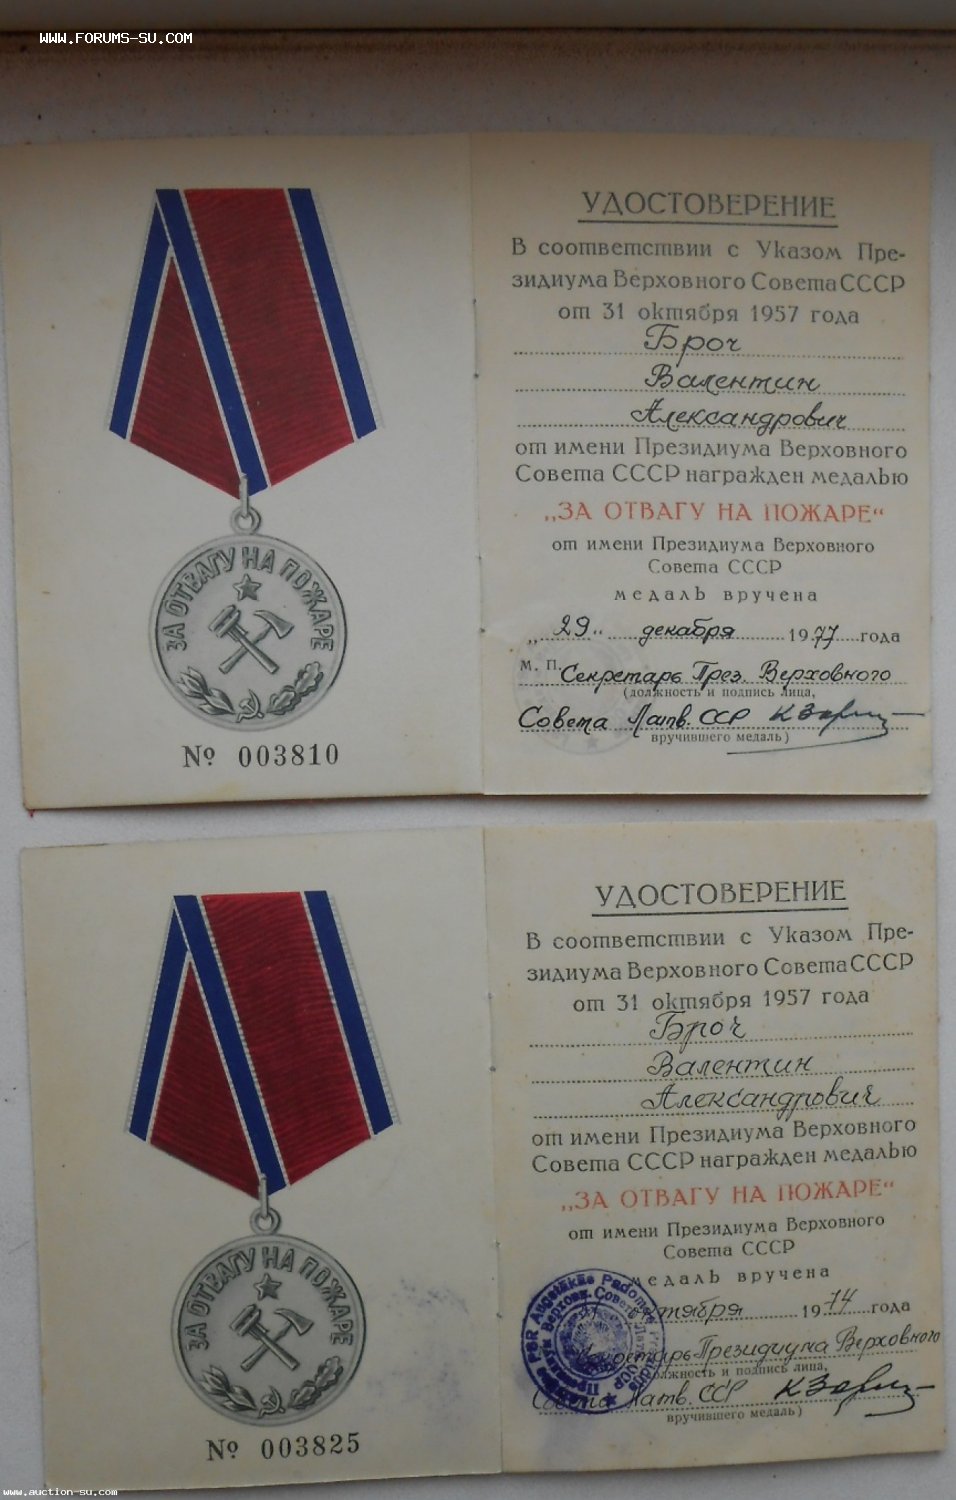 WWW.FORUMS-SU.COM
УДОСТОВЕРЕНИЕ
В соответствии с Указом Пре-
зидиума Верховного Совета СССР
от 31 октября 1957 года
Броч
Валентин
Александрович
от имени Президиума Верховного
Совета СССР награжден медалью
„ЗА ОТВАГУ НА ПОЖАРЕ“
от имени Президиума Верховного
Совета СССР
медаль вручена
„29“ декабря 1977 года
М. П. Секретарь През. Верховного
(должность и подпись лица,
Совета Латв. ССР
вручившего медаль)
ЗА ОТВАГУ НА ПОЖАРЕ
№ 003810
УДОСТОВЕРЕНИЕ
В соответствии с Указом Пре-
зидиума Верховного Совета СССР
от 31 октября 1957 года
Броч
Валентин
Александрович
от имени Президиума Верховного
Совета СССР награжден медалью
„ЗА ОТВАГУ НА ПОЖАРЕ“
от имени Президиума Верховного
Совета СССР
медаль вручена
1974 года
Секретарь Президиума Верховного
должность и подпись лица,
Совета Латв. ССР
вручившего медаль)
ЗА ОТВАГУ НА ПОЖАРЕ
№ 003825
www.auction-su.com